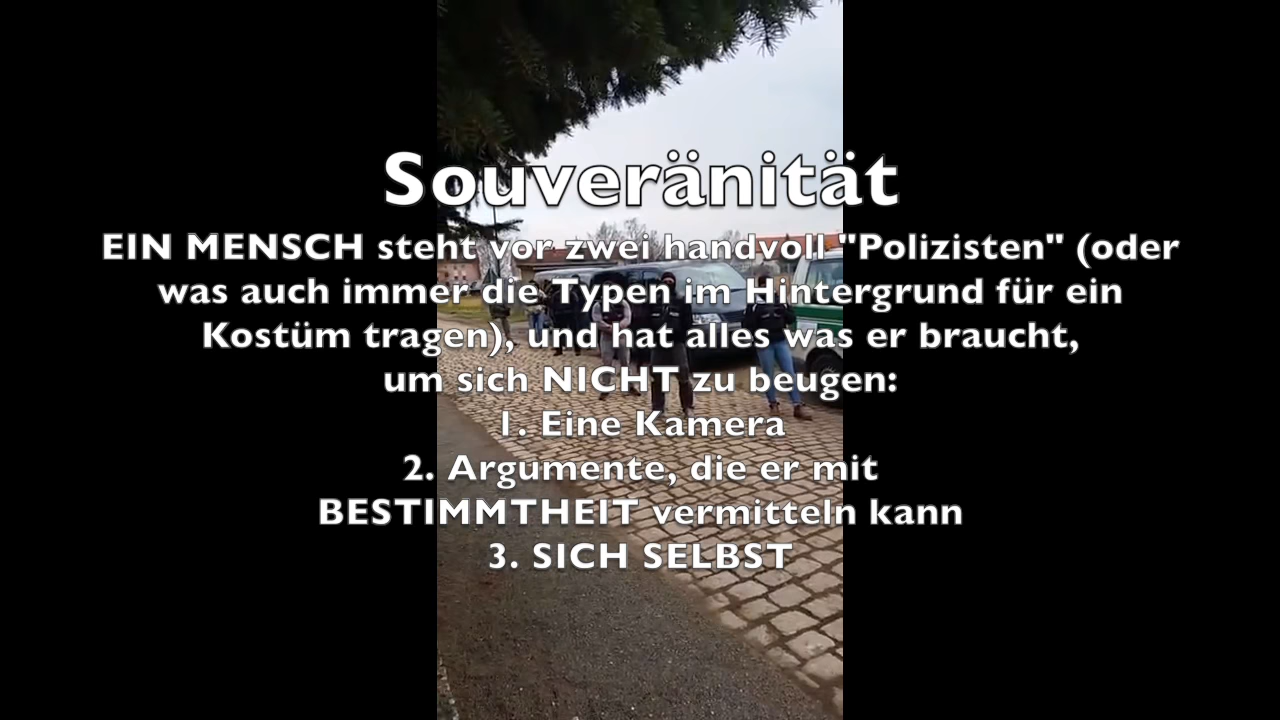 Souveränität
EIN MENSCH steht vor zwei handvoll "Polizisten" (oder
was auch immer die Typen im Hintergrund für ein
Kostüm tragen), und hat alles was er braucht,
um sich NICHT zu beugen:
1. Eine Kamera
2. Argumente, die er mit
BESTIMMTHEIT vermitteln kann
3. SICH SELBST